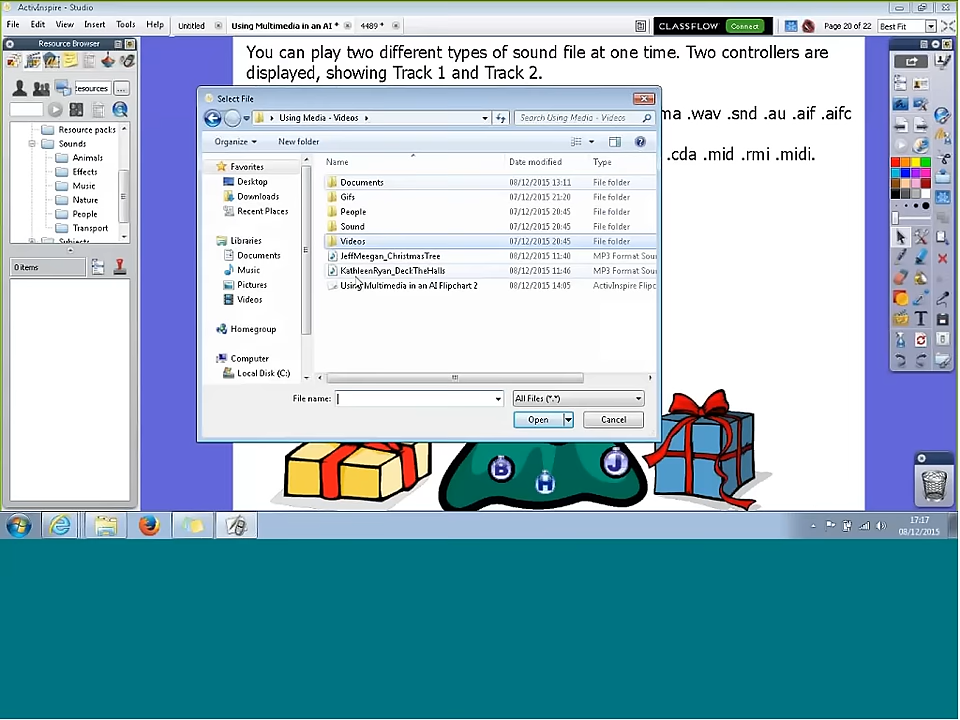 ActivInspire - Studio
File Edit View Insert Tools Help Untitled Using Multimedia in an AI * 4489 * CLASSFLOW Connect Page 20 of 22 Best Fit
Resource Browser
esources ...
Resource packs
Sounds
Animals
Effects
Music
Nature
People
Transport
0 items
You can play two different types of sound file at one time. Two controllers are
displayed, showing Track 1 and Track 2.
ma .wav .snd .au .aif .aifc
.cda .mid .rmi .midi.
Select File
Using Media - Videos Search Using Media - Videos
Organize New folder
Favorites
Desktop
Downloads
Recent Places
Libraries
Documents
Music
Pictures
Videos
Homegroup
Computer
Local Disk (C:)
Name Date modified Type
Documents 08/12/2015 13:11 File folder
Gifs 07/12/2015 21:20 File folder
People 07/12/2015 20:45 File folder
Sound 07/12/2015 20:45 File folder
Videos 07/12/2015 20:45 File folder
JeffMeegan_ChristmasTree 08/12/2015 11:40 MP3 Format Sou
KathleenRyan_DeckTheHalls 08/12/2015 11:46 MP3 Format Sou
Using Multimedia in an AI Flipchart 2 08/12/2015 14:05 ActivInspire Flipc
File name: All Files (*.*)
Open Cancel
B H J
17:17
08/12/2015